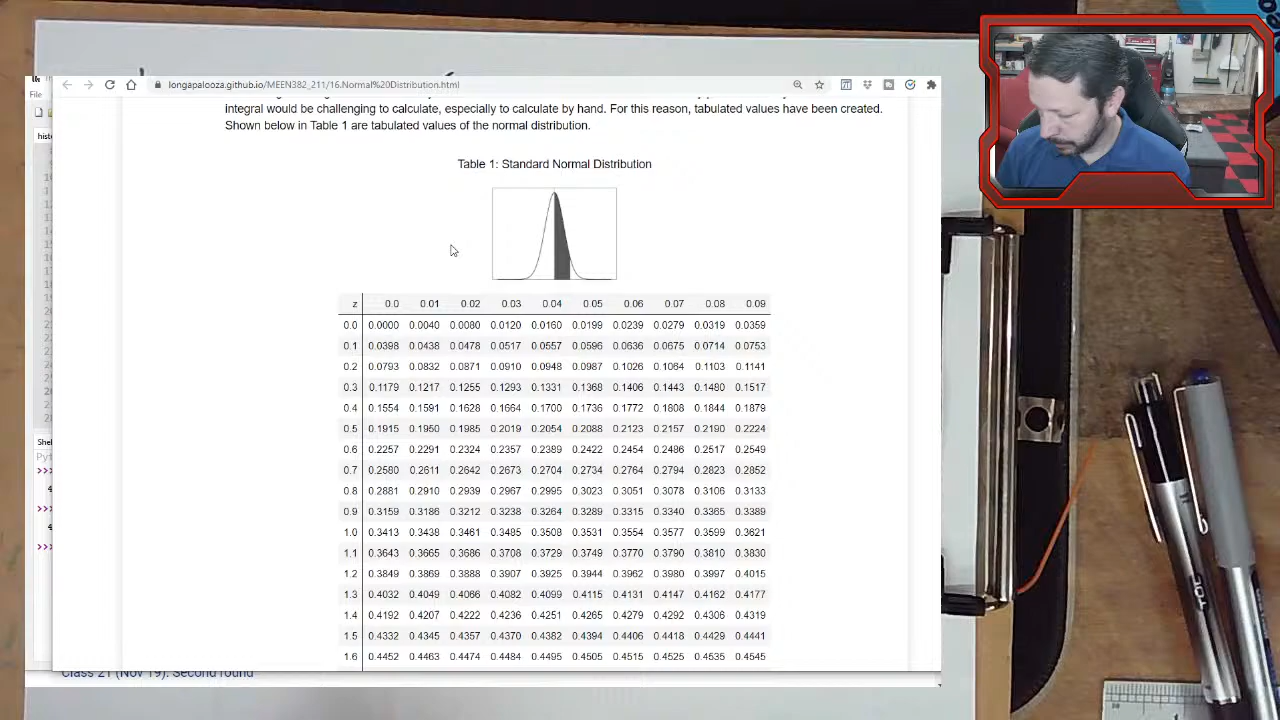 longapalooza.github.io/MEEN382_211/16.Normal%20Distribution.html
File
integral would be challenging to calculate, especially to calculate by hand. For this reason, tabulated values have been created.
Shown below in Table 1 are tabulated values of the normal distribution.
Table 1: Standard Normal Distribution
z 0.0 0.01 0.02 0.03 0.04 0.05 0.06 0.07 0.08 0.09
0.0 0.0000 0.0040 0.0080 0.0120 0.0160 0.0199 0.0239 0.0279 0.0319 0.0359
0.1 0.0398 0.0438 0.0478 0.0517 0.0557 0.0596 0.0636 0.0675 0.0714 0.0753
0.2 0.0793 0.0832 0.0871 0.0910 0.0948 0.0987 0.1026 0.1064 0.1103 0.1141
0.3 0.1179 0.1217 0.1255 0.1293 0.1331 0.1368 0.1406 0.1443 0.1480 0.1517
0.4 0.1554 0.1591 0.1628 0.1664 0.1700 0.1736 0.1772 0.1808 0.1844 0.1879
0.5 0.1915 0.1950 0.1985 0.2019 0.2054 0.2088 0.2123 0.2157 0.2190 0.2224
0.6 0.2257 0.2291 0.2324 0.2357 0.2389 0.2422 0.2454 0.2486 0.2517 0.2549
0.7 0.2580 0.2611 0.2642 0.2673 0.2704 0.2734 0.2764 0.2794 0.2823 0.2852
0.8 0.2881 0.2910 0.2939 0.2967 0.2995 0.3023 0.3051 0.3078 0.3106 0.3133
0.9 0.3159 0.3186 0.3212 0.3238 0.3264 0.3289 0.3315 0.3340 0.3365 0.3389
1.0 0.3413 0.3438 0.3461 0.3485 0.3508 0.3531 0.3554 0.3577 0.3599 0.3621
1.1 0.3643 0.3665 0.3686 0.3708 0.3729 0.3749 0.3770 0.3790 0.3810 0.3830
1.2 0.3849 0.3869 0.3888 0.3907 0.3925 0.3944 0.3962 0.3980 0.3997 0.4015
1.3 0.4032 0.4049 0.4066 0.4082 0.4099 0.4115 0.4131 0.4147 0.4162 0.4177
1.4 0.4192 0.4207 0.4222 0.4236 0.4251 0.4265 0.4279 0.4292 0.4306 0.4319
1.5 0.4332 0.4345 0.4357 0.4370 0.4382 0.4394 0.4406 0.4418 0.4429 0.4441
1.6 0.4452 0.4463 0.4474 0.4484 0.4495 0.4505 0.4515 0.4525 0.4535 0.4545
Class 21 (Nov 19): Second round